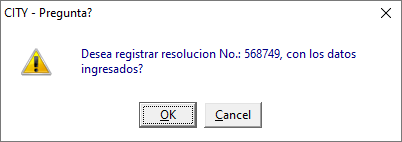 CITY - Pregunta?
Desea registrar resolucion No.: 568749, con los datos
ingresados?
OK
Cancel